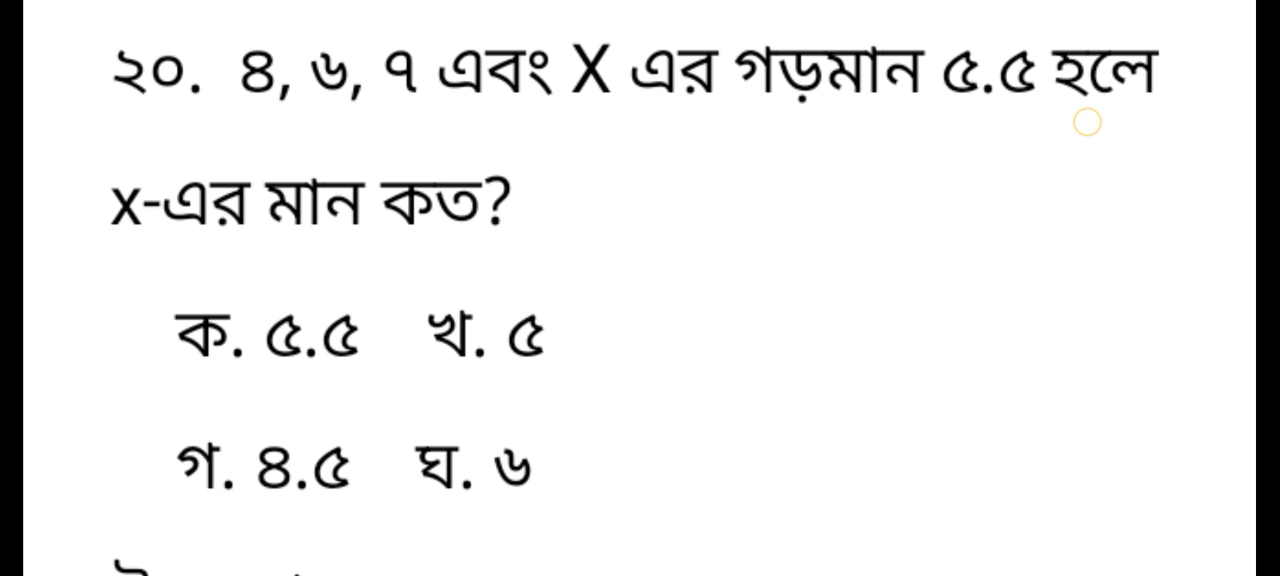 ২০. ৪, ৬, ৭ এবং X এর গড়মান ৫.৫ হলে
x-এর মান কত?
ক. ৫.৫ খ. ৫
গ. ৪.৫ ঘ. ৬